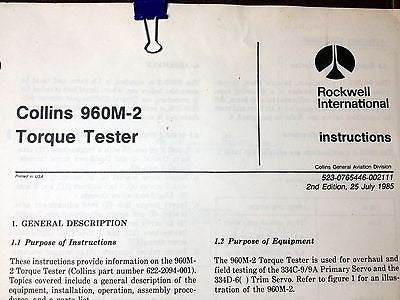 Rockwell
International
Collins 960M-2
Torque Tester
instructions
Collins General Aviation Division
Printed in USA
523-0765446-002111
2nd Edition, 25 July 1985
1. GENERAL DESCRIPTION
1.1 Purpose of Instructions
These instructions provide information on the 960M-
2 Torque Tester (Collins part number 622-2094-001).
Topics covered include a general description of the
equipment, installation, operation, assembly proce-
dures, and a parts list.
1.2 Purpose of Equipment
The 960M-2 Torque Tester provides for overhaul and
field testing of the 334C-9/9A Primary Servo and the
334D-6( ) Trim Servo. Refer to figure 1 for an illus-
tration of the 960M-2.